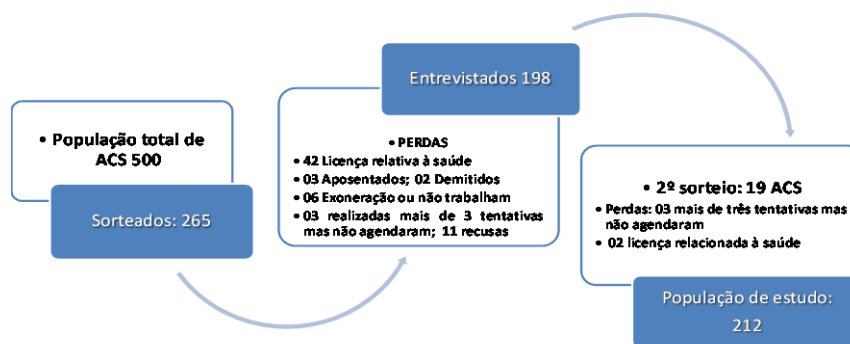 • População total de
ACS 500
Sorteados: 265
Entrevistados 198
• PERDAS
• 42 Licença relativa à saúde
• 03 Aposentados; 02 Demitidos
• 06 Exoneração ou não trabalham
• 03 realizadas mais de 3 tentativas
mas não agendaram; 11 recusas
• 2º sorteio: 19 ACS
• Perdas: 03 mais de três tentativas mas
não agendaram
• 02 licença relacionada à saúde
População de estudo:
212